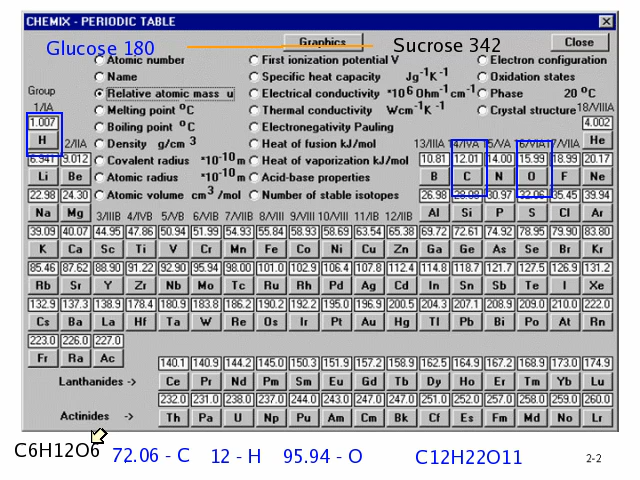 CHEMIX - PERIODIC TABLE
Glucose 180
Graphics
Sucrose 342
Close
Atomic number
First ionization potential V
Electron configuration
Name
Specific heat capacity Jg⁻¹K⁻¹
Oxidation states
Relative atomic mass u
Electrical conductivity *10⁶ Ohm⁻¹cm⁻¹
Phase 20 ⁰C
Melting point ⁰C
Thermal conductivity Wcm⁻¹K⁻¹
Crystal structure
Boiling point ⁰C
Electronegativity Pauling
Density g/cm ³
Heat of fusion kJ/mol
Covalent radius *10⁻¹⁰ m
Heat of vaporization kJ/mol
Atomic radius *10⁻¹⁰ m
Acid-base properties
Atomic volume cm³/mol
Number of stable isotopes
Group
1/IA 18/VIIIA
1.007 4.002
H He
2/IIA 13/IIIA 14/IVA 15/VA 16/VIA 17/VIIA
6.941 9.012 10.81 12.01 14.00 15.99 18.99 20.17
Li Be B C N O F Ne
22.98 24.30 26.98 28.08 30.97 32.06 35.45 39.94
Na Mg 3/IIIB 4/IVB 5/VB 6/VIB 7/VIIB 8/VIII 9/VIII 10/VIII 11/IB 12/IIB Al Si P S Cl Ar
39.09 40.07 44.95 47.86 50.94 51.99 54.93 55.84 58.93 58.69 63.54 65.38 69.72 72.61 74.92 78.95 79.90 83.80
K Ca Sc Ti V Cr Mn Fe Co Ni Cu Zn Ga Ge As Se Br Kr
85.46 87.62 88.90 91.22 92.90 95.94 98.00 101.0 102.9 106.4 107.8 112.4 114.8 118.7 121.7 127.5 126.9 131.2
Rb Sr Y Zr Nb Mo Tc Ru Rh Pd Ag Cd In Sn Sb Te I Xe
132.9 137.3 138.9 178.4 180.9 183.8 186.2 190.2 192.2 195.0 196.9 200.5 204.3 207.1 208.9 209.0 210.0 222.0
Cs Ba La Hf Ta W Re Os Ir Pt Au Hg Tl Pb Bi Po At Rn
223.0 226.0 227.0
Fr Ra Ac
140.1 140.9 144.2 145.0 150.3 151.9 157.2 158.9 162.5 164.9 167.2 168.9 173.0 174.9
Lanthanides -> Ce Pr Nd Pm Sm Eu Gd Tb Dy Ho Er Tm Yb Lu
232.0 231.0 238.0 237.0 244.0 243.0 247.0 247.0 251.0 252.0 257.0 258.0 259.0 260.0
Actinides -> Th Pa U Np Pu Am Cm Bk Cf Es Fm Md No Lr
C6H12O6 72.06 - C 12 - H 95.94 - O C12H22O11 2-2